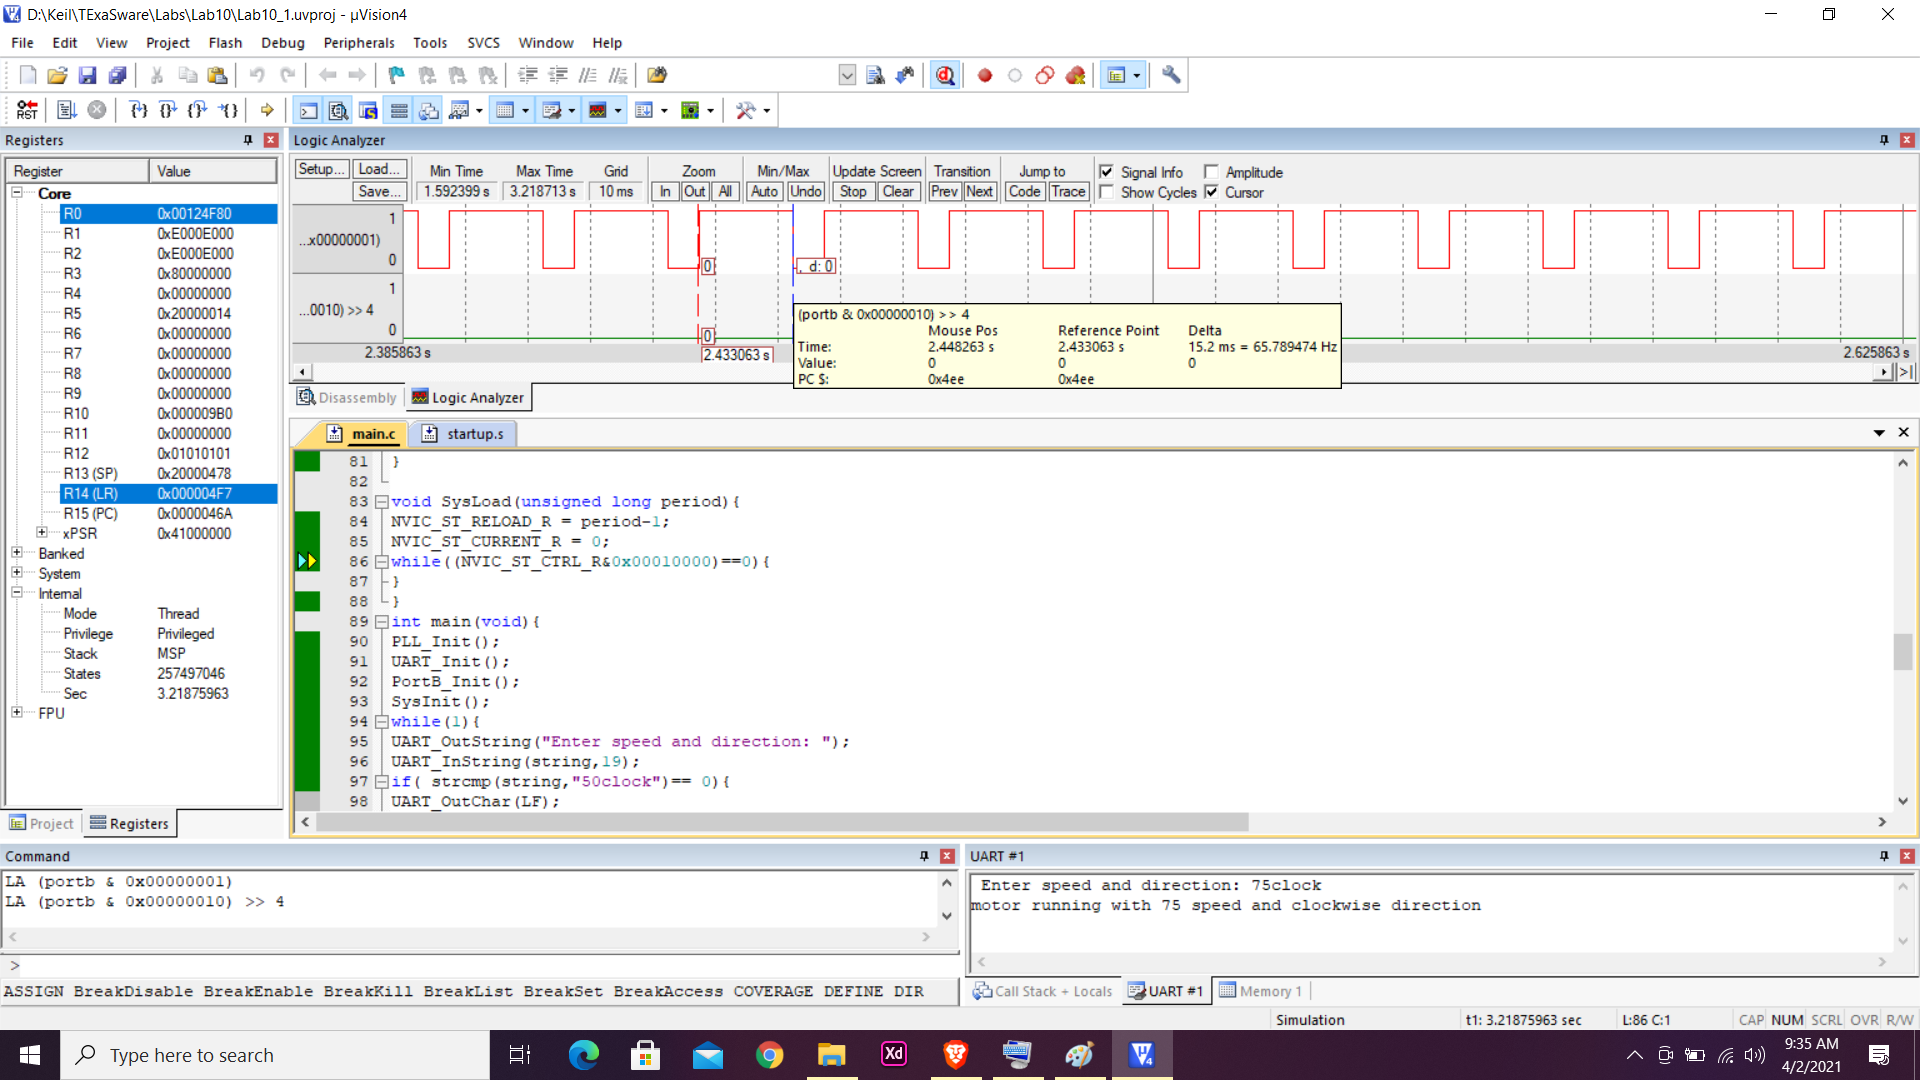 D:\Keil\TExaSware\Labs\Lab10\Lab10_1.uvproj - µVision4
File Edit View Project Flash Debug Peripherals Tools SVCS Window Help
RST
Registers
Register Value
Core
R0 0x00124F80
R1 0xE000E000
R2 0xE000E000
R3 0x80000000
R4 0x00000000
R5 0x20000014
R6 0x00000000
R7 0x00000000
R8 0x00000000
R9 0x00000000
R10 0x000009B0
R11 0x00000000
R12 0x01010101
R13 (SP) 0x20000478
R14 (LR) 0x000004F7
R15 (PC) 0x0000046A
xPSR 0x41000000
Banked
System
Internal
Mode Thread
Privilege Privileged
Stack MSP
States 257497046
Sec 3.21875963
FPU
Project Registers
Logic Analyzer
Setup... Load... Min Time Max Time Grid Zoom Min/Max Update Screen Transition Jump to Signal Info Amplitude
Save... 1.592399 s 3.218713 s 10 ms In Out All Auto Undo Stop Clear Prev Next Code Trace Show Cycles Cursor
1
...x00000001)
0
0
, d: 0
1
...0010) >> 4
0
0
2.385863 s
2.433063 s
2.625863 s
(portb & 0x00000010) >> 4
Mouse Pos Reference Point Delta
Time: 2.448263 s 2.433063 s 15.2 ms = 65.789474 Hz
Value: 0 0 0
PC $: 0x4ee 0x4ee
Disassembly Logic Analyzer
main.c startup.s
81 }
82
83 void SysLoad(unsigned long period){
84 NVIC_ST_RELOAD_R = period-1;
85 NVIC_ST_CURRENT_R = 0;
86 while((NVIC_ST_CTRL_R&0x00010000)==0){
87 }
88 }
89 int main(void){
90 PLL_Init();
91 UART_Init();
92 PortB_Init();
93 SysInit();
94 while(1){
95 UART_OutString("Enter speed and direction: ");
96 UART_InString(string,19);
97 if( strcmp(string,"50clock")== 0){
98 UART_OutChar(LF);
Command
LA (portb & 0x00000001)
LA (portb & 0x00000010) >> 4
>
ASSIGN BreakDisable BreakEnable BreakKill BreakList BreakSet BreakAccess COVERAGE DEFINE DIR
UART #1
Enter speed and direction: 75clock
motor running with 75 speed and clockwise direction
Call Stack + Locals UART #1 Memory 1
Simulation t1: 3.21875963 sec L:86 C:1 CAP NUM SCRL OVR R/W
Type here to search
Xd
9:35 AM
4/2/2021